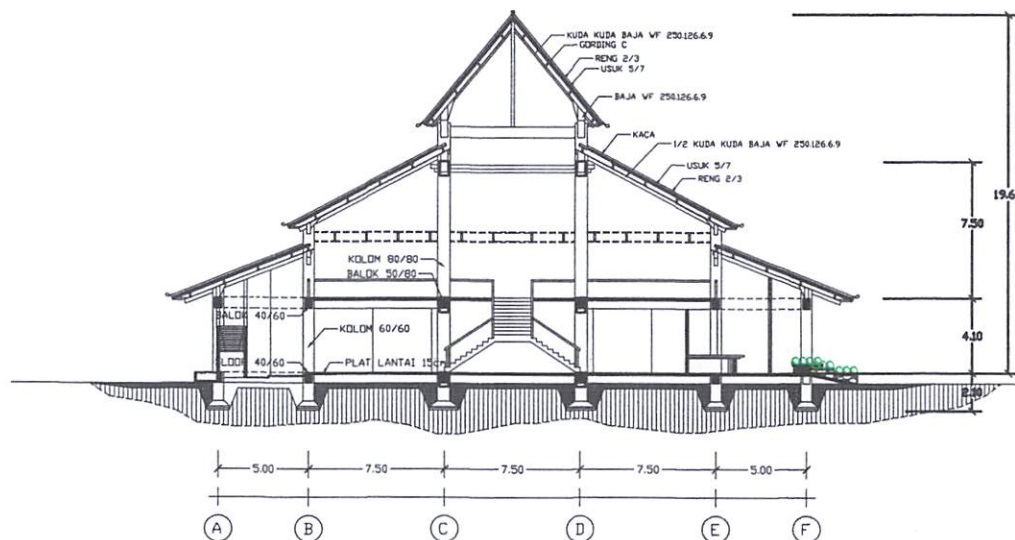 KUDA KUDA BAJA WF 250.126.6.9
GORDING C
RENG 2/3
USUK 5/7
BAJA WF 250.126.6.9
KACA
1/2 KUDA KUDA BAJA WF 250.126.6.9
USUK 5/7
RENG 2/3
19.6
7.50
KOLOM 80/80
BALOK 50/80
BALOK 40/60
KOLOM 60/60
4.10
SLOOF 40/60
PLAT LANTAI 15cm
2.10
5.00
7.50
7.50
7.50
5.00
A
B
C
D
E
F